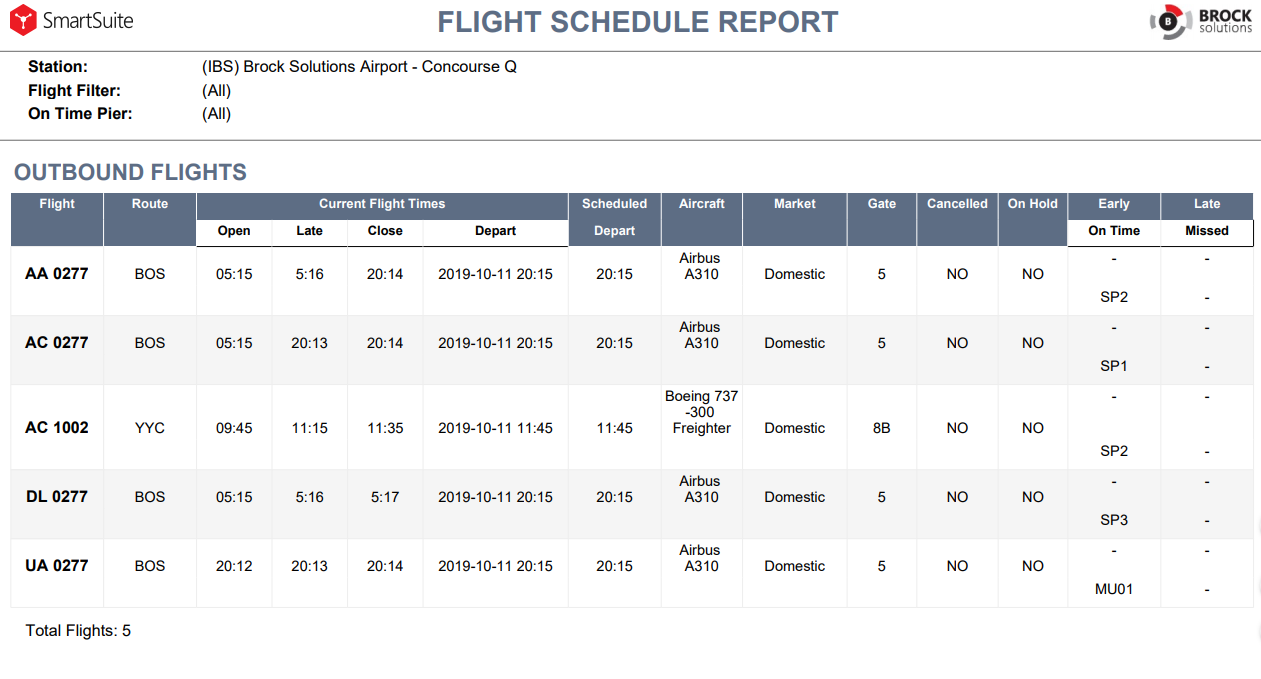 SmartSuite
FLIGHT SCHEDULE REPORT
B
BROCK
solutions
Station: (IBS) Brock Solutions Airport - Concourse Q
Flight Filter: (All)
On Time Pier: (All)
OUTBOUND FLIGHTS
Flight Route Current Flight Times Scheduled Aircraft Market Gate Cancelled On Hold Early Late
Open Late Close Depart Depart On Time Missed
Airbus - -
AA 0277 BOS 05:15 5:16 20:14 2019-10-11 20:15 20:15 A310 Domestic 5 NO NO
SP2 -
Airbus - -
AC 0277 BOS 05:15 20:13 20:14 2019-10-11 20:15 20:15 A310 Domestic 5 NO NO
SP1 -
Boeing 737 - -
-300
AC 1002 YYC 09:45 11:15 11:35 2019-10-11 11:45 11:45 Freighter Domestic 8B NO NO
SP2 -
Airbus - -
DL 0277 BOS 05:15 5:16 5:17 2019-10-11 20:15 20:15 A310 Domestic 5 NO NO
SP3 -
Airbus - -
UA 0277 BOS 20:12 20:13 20:14 2019-10-11 20:15 20:15 A310 Domestic 5 NO NO
MU01 -
Total Flights: 5